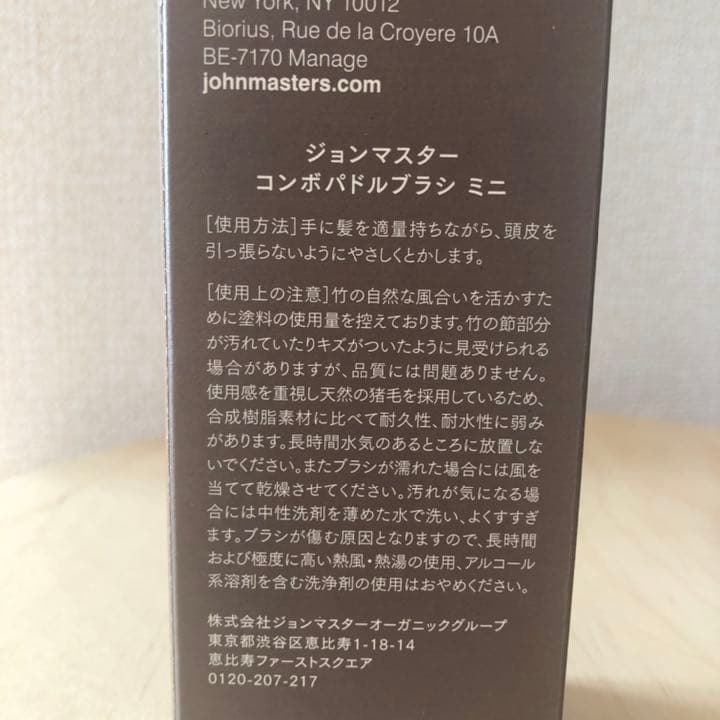 New York, NY 10012
Biorius, Rue de la Croyere 10A
BE-7170 Manage
johnmasters.com
ジョンマスター
コンボパドルブラシ ミニ
[使用方法]手に髪を適量持ちながら、頭皮を
引っ張らないようにやさしくとかします。
[使用上の注意]竹の自然な風合いを活かすた
めに塗料の使用量を控えております。竹の節部分
が汚れていたりキズがついたように見受けられる
場合がありますが、品質には問題ありません。
使用感を重視し天然の猪毛を採用しているため、
合成樹脂素材に比べて耐久性、耐水性に弱み
があります。長時間水気のあるところに放置しな
いでください。またブラシが濡れた場合には風を
当てて乾燥させてください。汚れが気になる場
合には中性洗剤を薄めた水で洗い、よくすすぎ
ます。ブラシが傷む原因となりますので、長時間
および極度に高い熱風・熱湯の使用、アルコール
系溶剤を含む洗浄剤の使用はおやめください。
株式会社ジョンマスターオーガニックグループ
東京都渋谷区恵比寿1-18-14
恵比寿ファーストスクエア
0120-207-217